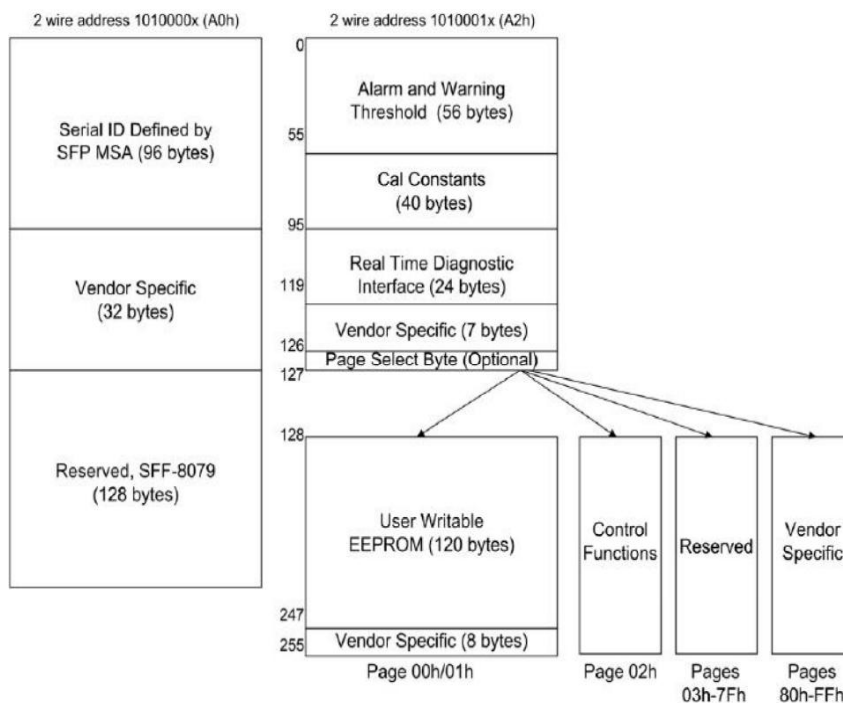 2 wire address 1010000x (A0h)
Serial ID Defined by
SFP MSA (96 bytes)
Vendor Specific
(32 bytes)
Reserved, SFF-8079
(128 bytes)
2 wire address 1010001x (A2h)
0
Alarm and Warning
Threshold (56 bytes)
55
Cal Constants
(40 bytes)
95
Real Time Diagnostic
Interface (24 bytes)
119
Vendor Specific (7 bytes)
126
Page Select Byte (Optional)
127
128
User Writable
EEPROM (120 bytes)
247
Vendor Specific (8 bytes)
255
Page 00h/01h
Control
Functions
Page 02h
Reserved
Pages
03h-7Fh
Vendor
Specific
Pages
80h-FFh